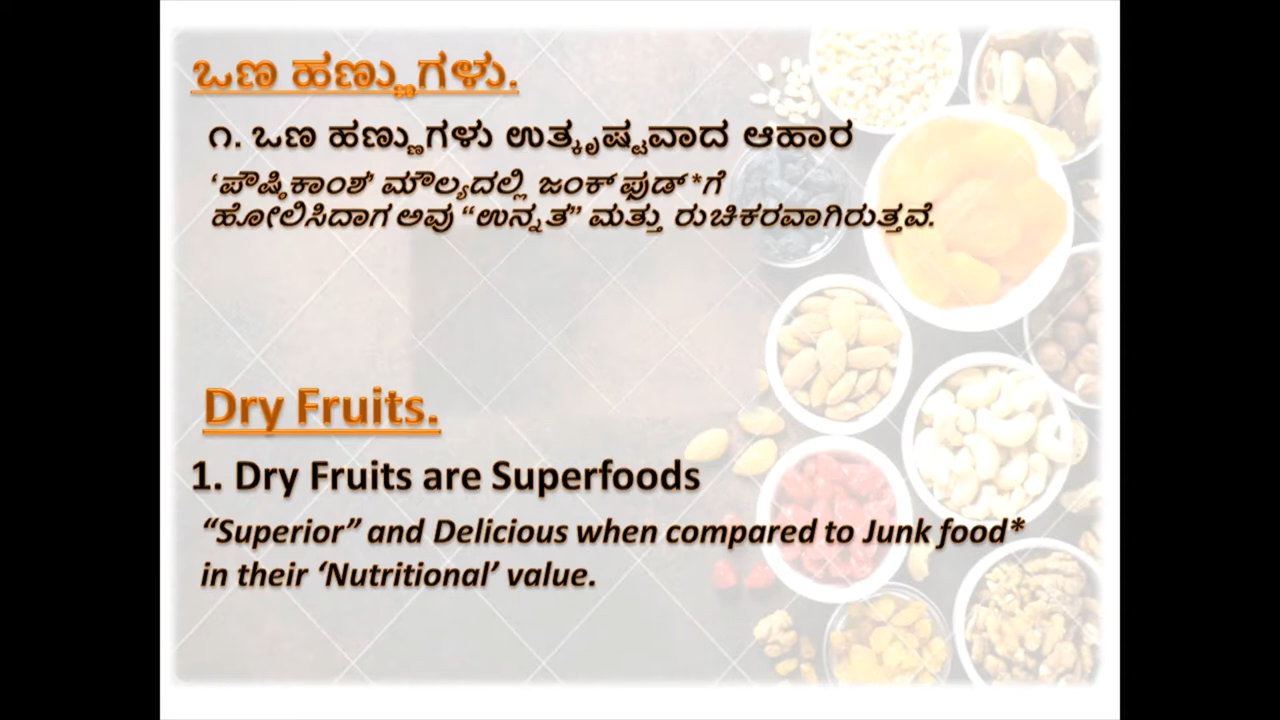 ಒಣ ಹಣ್ಣುಗಳು.
೧. ಒಣ ಹಣ್ಣುಗಳು ಉತ್ಕೃಷ್ಟವಾದ ಆಹಾರ
‘ಪೌಷ್ಠಿಕಾಂಶ’ ಮೌಲ್ಯದಲ್ಲಿ ಜಂಕ್ ಫುಡ್*ಗೆ
ಹೋಲಿಸಿದಾಗ ಅವು “ಉನ್ನತ” ಮತ್ತು ರುಚಿಕರವಾಗಿರುತ್ತವೆ.
Dry Fruits.
1. Dry Fruits are Superfoods
“Superior” and Delicious when compared to Junk food*
in their ‘Nutritional’ value.